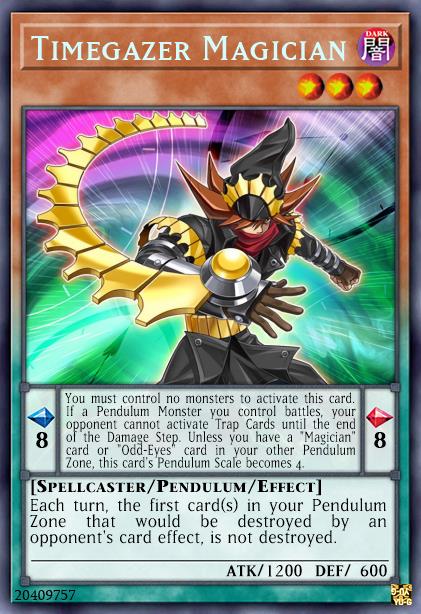 TIMEGAZER MAGICIAN
DARK
闇
You must control no monsters to activate this card.
If a Pendulum Monster you control battles, your
opponent cannot activate Trap Cards until the end
of the Damage Step. Unless you have a "Magician"
card or "Odd-Eyes" card in your other Pendulum
Zone, this card's Pendulum Scale becomes 4.
8
8
[SPELLCASTER/PENDULUM/EFFECT]
Each turn, the first card(s) in your Pendulum
Zone that would be destroyed by an
opponent's card effect, is not destroyed.
ATK/1200 DEF/ 600
20409757